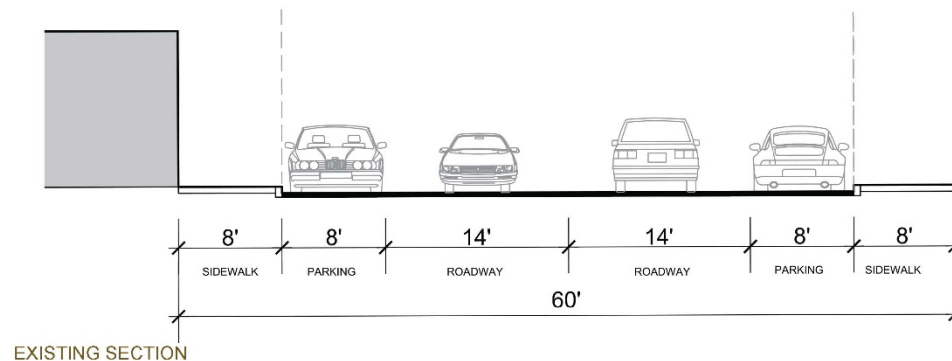 8' 8' 14' 14' 8' 8'
SIDEWALK PARKING ROADWAY ROADWAY PARKING SIDEWALK
60'
EXISTING SECTION